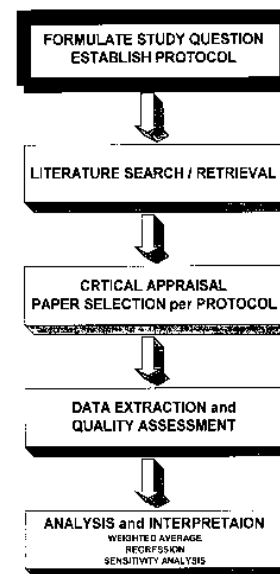 FORMULATE STUDY QUESTION
ESTABLISH PROTOCOL
LITERATURE SEARCH / RETRIEVAL
CRTICAL APPRAISAL
PAPER SELECTION per PROTOCOL
DATA EXTRACTION and
QUALITY ASSESSMENT
ANALYSIS and INTERPRETAION
WEIGHTED AVERAGE
REGRESSION
SENSITIVITY ANALYSIS